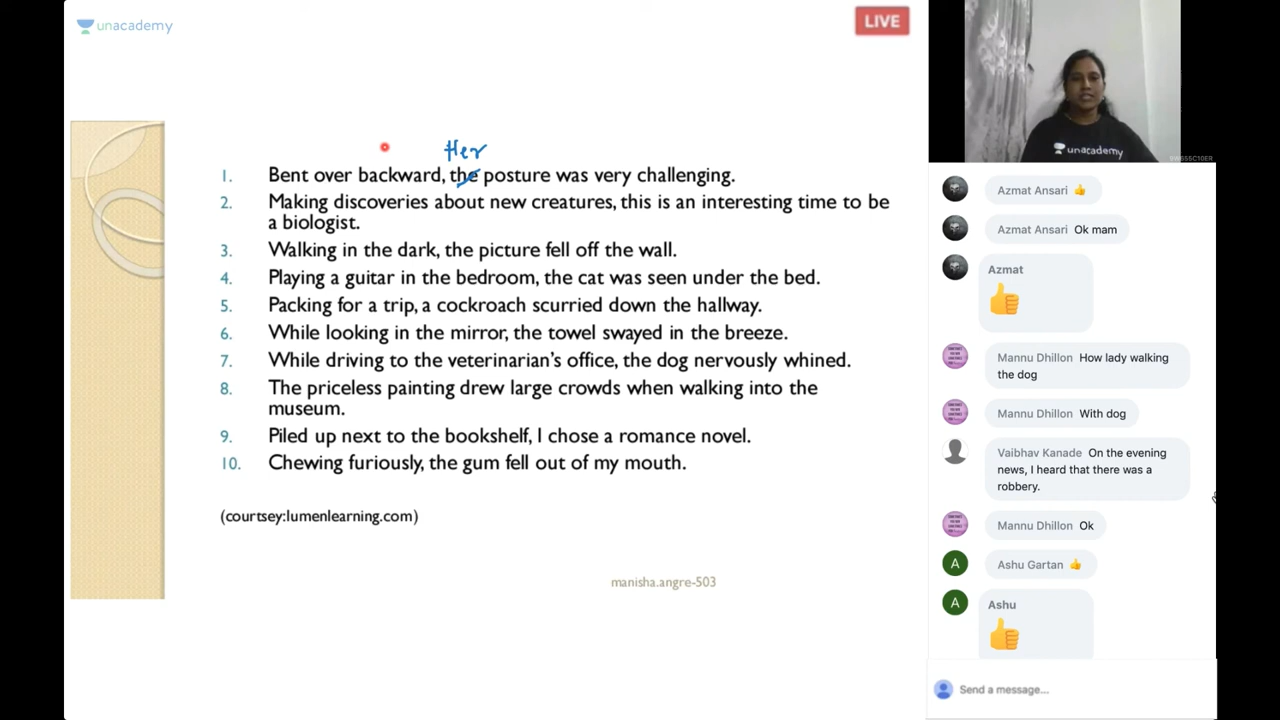 unacademy
LIVE
Her
1. Bent over backward, the posture was very challenging.
2. Making discoveries about new creatures, this is an interesting time to be
a biologist.
3. Walking in the dark, the picture fell off the wall.
4. Playing a guitar in the bedroom, the cat was seen under the bed.
5. Packing for a trip, a cockroach scurried down the hallway.
6. While looking in the mirror, the towel swayed in the breeze.
7. While driving to the veterinarian's office, the dog nervously whined.
8. The priceless painting drew large crowds when walking into the
museum.
9. Piled up next to the bookshelf, I chose a romance novel.
10. Chewing furiously, the gum fell out of my mouth.
(courtsey:lumenlearning.com)
manisha.angre-503
unacademy
Azmat Ansari 👍
Azmat Ansari Ok mam
Azmat
👍
Mannu Dhillon How lady walking
the dog
Mannu Dhillon With dog
Vaibhav Kanade On the evening
news, I heard that there was a
robbery.
Mannu Dhillon Ok
A
Ashu Gartan 👍
A
Ashu
👍
Send a message...